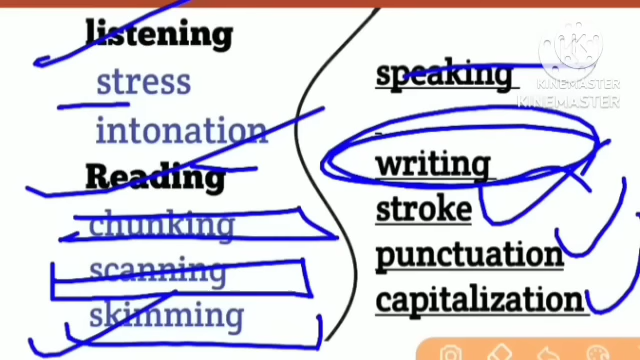 listening
stress
intonation
Reading
chunking
scanning
skimming
speaking
writing
stroke
punctuation
capitalization
KINEMASTER
KINEMASTER